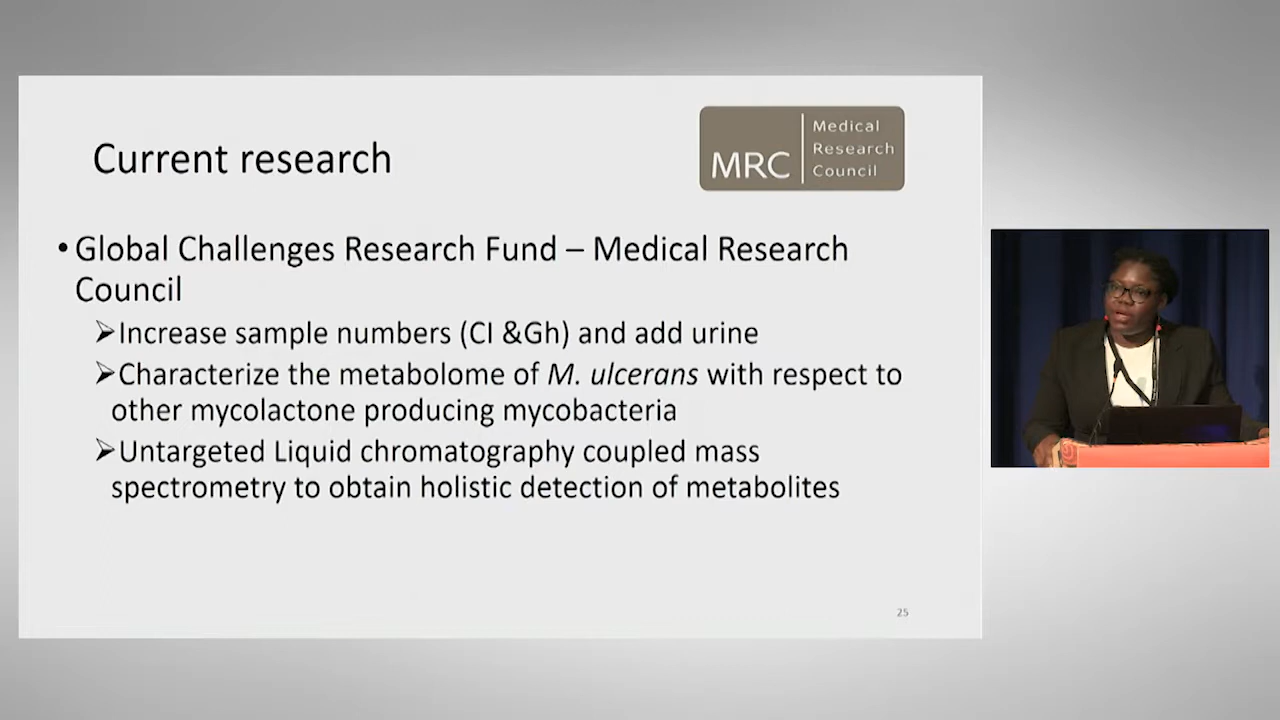 Current research
MRC
Medical
Research
Council
• Global Challenges Research Fund – Medical Research
Council
➢Increase sample numbers (CI &Gh) and add urine
➢Characterize the metabolome of M. ulcerans with respect to
other mycolactone producing mycobacteria
➢Untargeted Liquid chromatography coupled mass
spectrometry to obtain holistic detection of metabolites
25